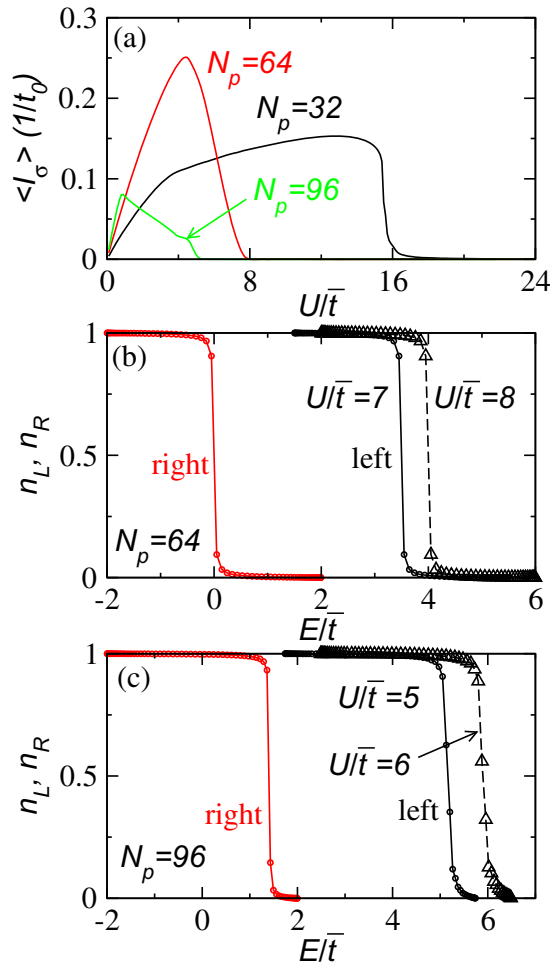 0.3
(a)
N_p=64
<I_σ> (1/t_0)
0.2
N_p=32
0.1
N_p=96
0
0 8 16 24
U/t̅
1
(b)
U/t̅=7 U/t̅=8
n_L, n_R
0.5
right
left
N_p=64
0
-2 0 2 4 6
E/t̅
1
(c)
U/t̅=5
n_L, n_R
0.5
U/t̅=6
right
left
N_p=96
0
-2 0 2 4 6
E/t̅